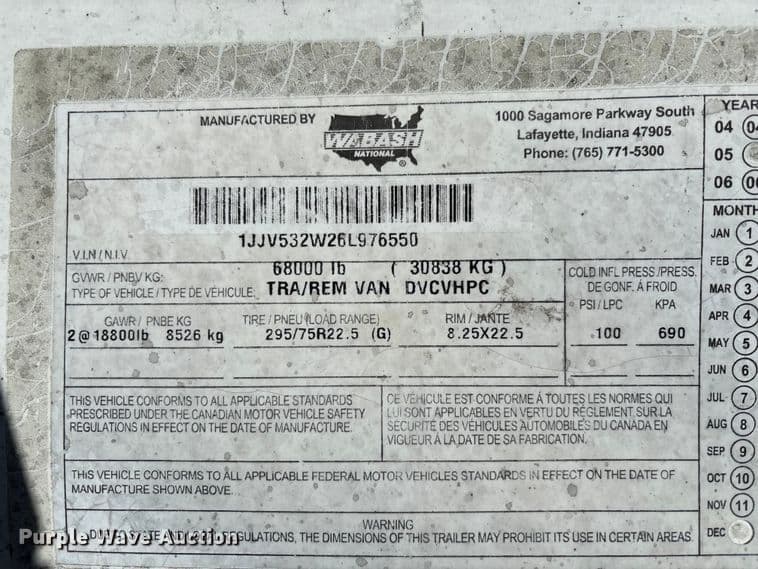 MANUFACTURED BY
WABASH
NATIONAL
1000 Sagamore Parkway South
Lafayette, Indiana 47905
Phone: (765) 771-5300
1JJV532W26L976550
V.I.N / N.I.V.
68000 lb ( 30838 KG )
GVWR / PNBV KG:
TYPE OF VEHICLE / TYPE DE VÉHICULE: TRA/REM VAN DVCVHPC
COLD INFL PRESS /PRESS.
DE GONF. À FROID
PSI / LPC KPA
GAWR / PNBE KG TIRE / PNEU (LOAD RANGE) RIM / JANTE
2 @ 18800lb 8526 kg 295/75R22.5 (G) 8.25X22.5 100 690
THIS VEHICLE CONFORMS TO ALL APPLICABLE STANDARDS
PRESCRIBED UNDER THE CANADIAN MOTOR VEHICLE SAFETY
REGULATIONS IN EFFECT ON THE DATE OF MANUFACTURE.
CE VÉHICULE EST CONFORME À TOUTES LES NORMES QUI
LUI SONT APPLICABLES EN VERTU DU RÉGLEMENT SUR LA
SÉCURITÉ DES VÉHICULES AUTOMOBILES DU CANADA EN
VIGUEUR À LA DATE DE SA FABRICATION.
THIS VEHICLE CONFORMS TO ALL APPLICABLE FEDERAL MOTOR VEHICLES STANDARDS IN EFFECT ON THE DATE OF
MANUFACTURE SHOWN ABOVE.
WARNING
REGULATIONS, THE DIMENSIONS OF THIS TRAILER MAY PROHIBIT ITS USE IN CERTAIN AREAS.
YEAR
04 04
05
06 06
MONTH
JAN 1
FEB 2
MAR 3
APR 4
MAY 5
JUN 6
JUL 7
AUG 8
SEP 9
OCT 10
NOV 11
DEC
Purple Wave Auction